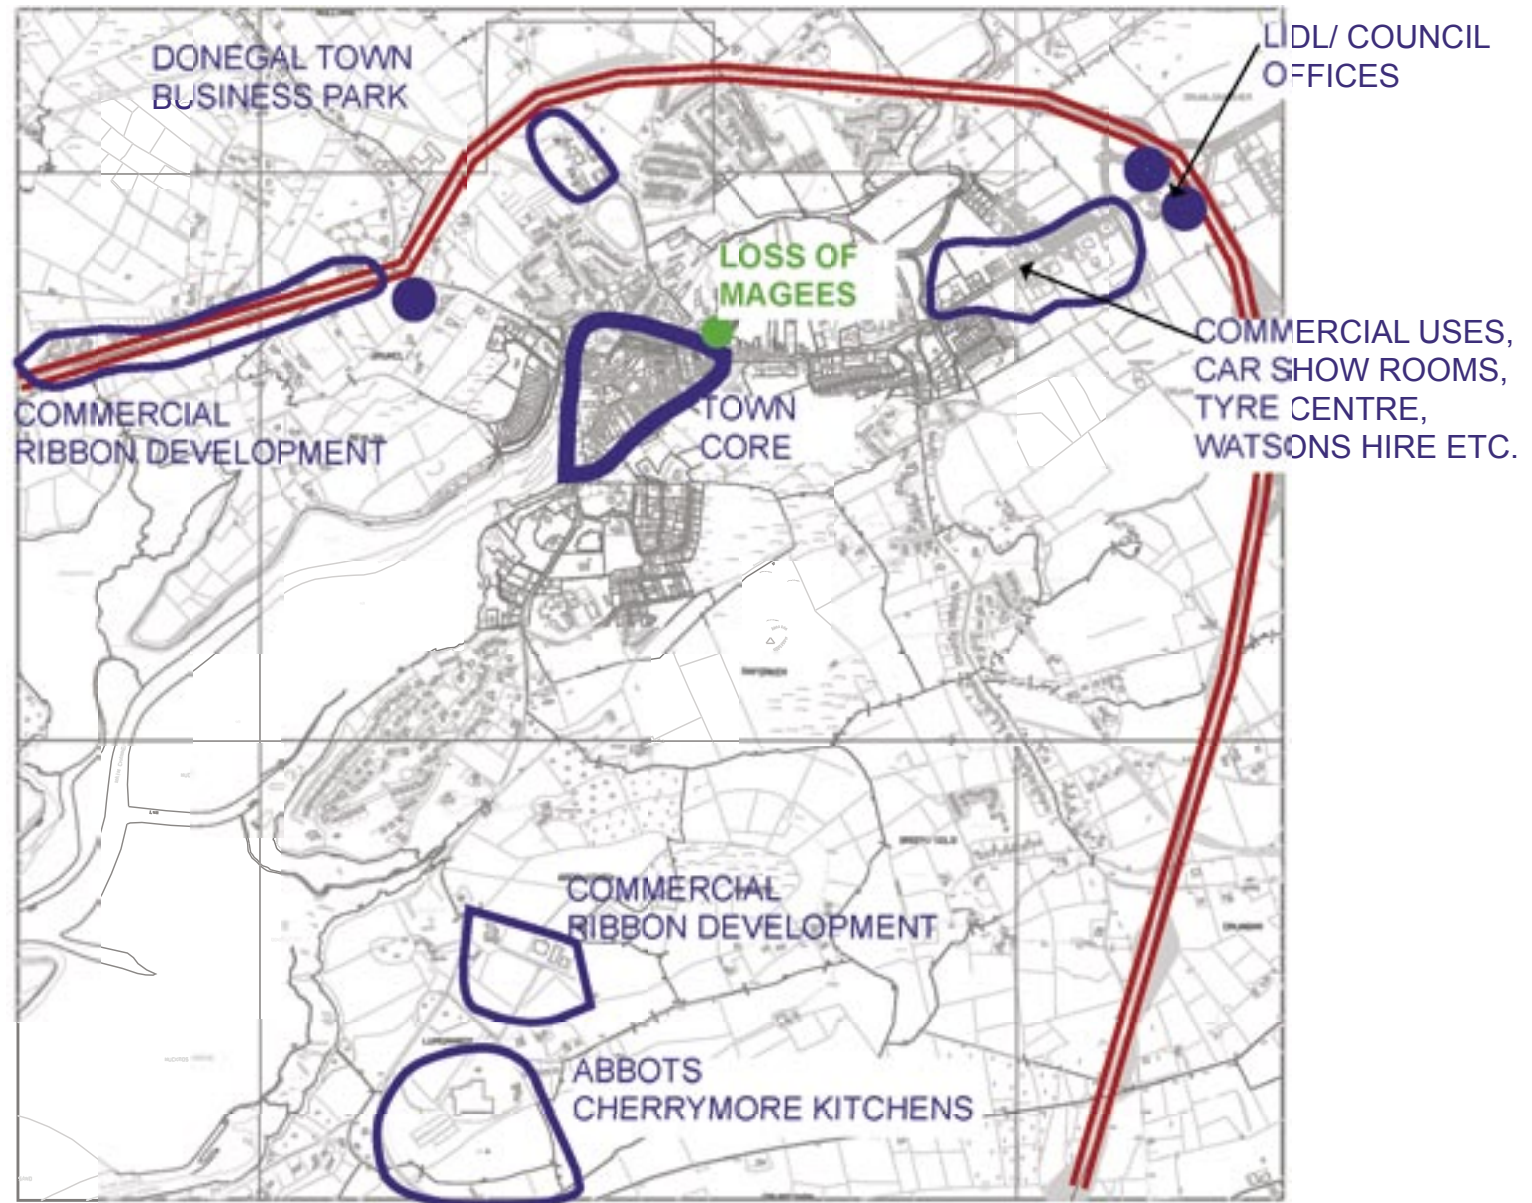 DONEGAL TOWN
BUSINESS PARK
LIDL/ COUNCIL
OFFICES
LOSS OF
MAGEES
COMMERCIAL USES,
CAR SHOW ROOMS,
TYRE CENTRE,
WATSONS HIRE ETC.
COMMERCIAL
RIBBON DEVELOPMENT
TOWN
CORE
COMMERCIAL
RIBBON DEVELOPMENT
ABBOTS
CHERRYMORE KITCHENS